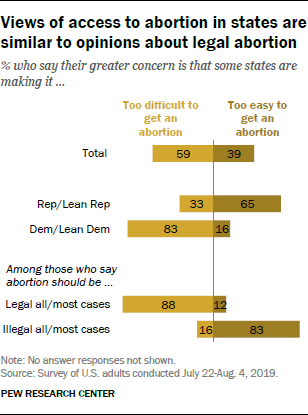 Views of access to abortion in states are
similar to opinions about legal abortion
% who say their greater concern is that some states are
making it ...
Too difficult to Too easy to
get an get an
abortion abortion
Total 59 39
Rep/Lean Rep 33 65
Dem/Lean Dem 83 16
Among those who say
abortion should be ...
Legal all/most cases 88 12
Illegal all/most cases 16 83
Note: No answer responses not shown.
Source: Survey of U.S. adults conducted July 22-Aug. 4, 2019.
PEW RESEARCH CENTER